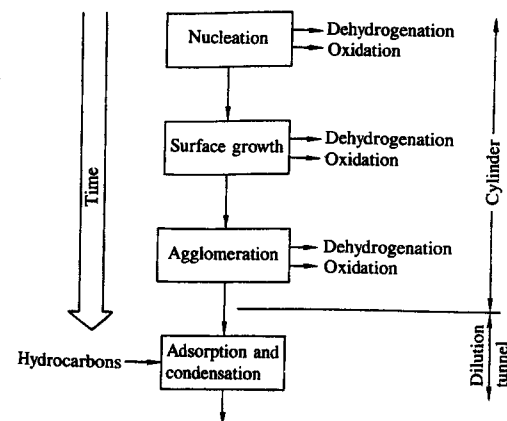 Nucleation
Dehydrogenation
Oxidation
Surface growth
Dehydrogenation
Oxidation
Agglomeration
Dehydrogenation
Oxidation
Hydrocarbons
Adsorption and
condensation
Time
Cylinder
Dilution
tunnel